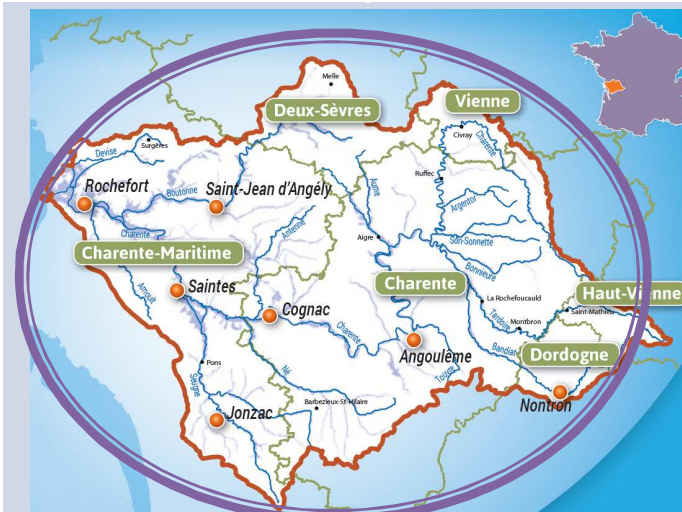 Melle
Deux-Sèvres
Vienne
Surgères
Civray
Charente
Devise
Rochefort
Boutonne
Saint-Jean d'Angély
Ruffec
Aume
Argentor
Antenne
Charente
Aigre
Son-Sonnette
Charente-Maritime
Bonnieure
Arnoult
Saintes
Charente
Haut-Vienne
La Rochefoucauld
Saint-Mathieu
Cognac
Tardoire
Montbron
Charente
Angoulême
Bandiat
Dordogne
Pons
Né
Touvre
Seugne
Nontron
Barbezieux-St-Hilaire
Jonzac